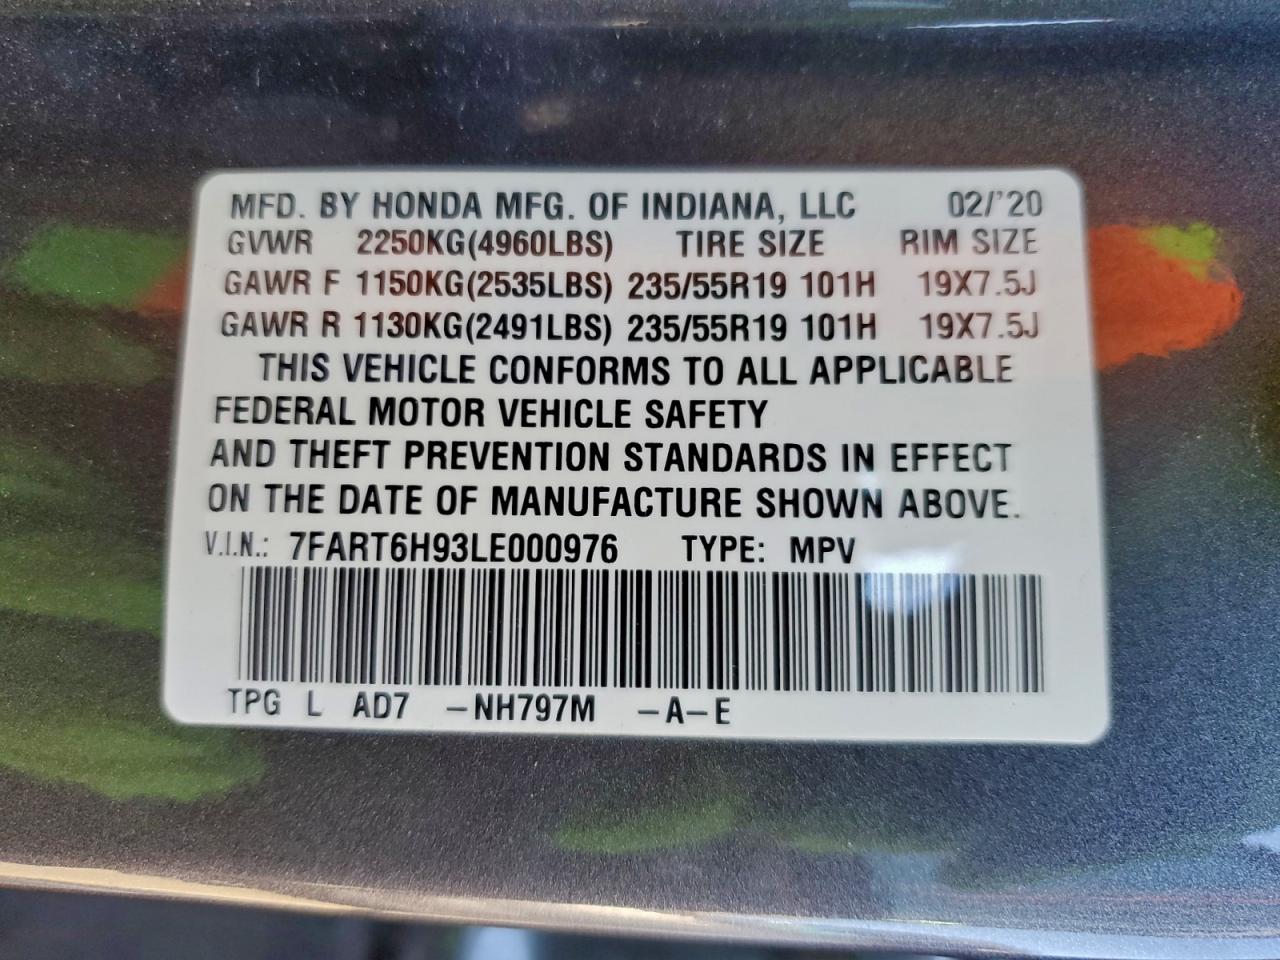 MFD. BY HONDA MFG. OF INDIANA, LLC 02/'20
GVWR 2250KG(4960LBS) TIRE SIZE RIM SIZE
GAWR F 1150KG(2535LBS) 235/55R19 101H 19X7.5J
GAWR R 1130KG(2491LBS) 235/55R19 101H 19X7.5J
THIS VEHICLE CONFORMS TO ALL APPLICABLE
FEDERAL MOTOR VEHICLE SAFETY
AND THEFT PREVENTION STANDARDS IN EFFECT
ON THE DATE OF MANUFACTURE SHOWN ABOVE.
V.I.N.: 7FART6H93LE000976 TYPE: MPV
TPG L AD7 -NH797M -A-E